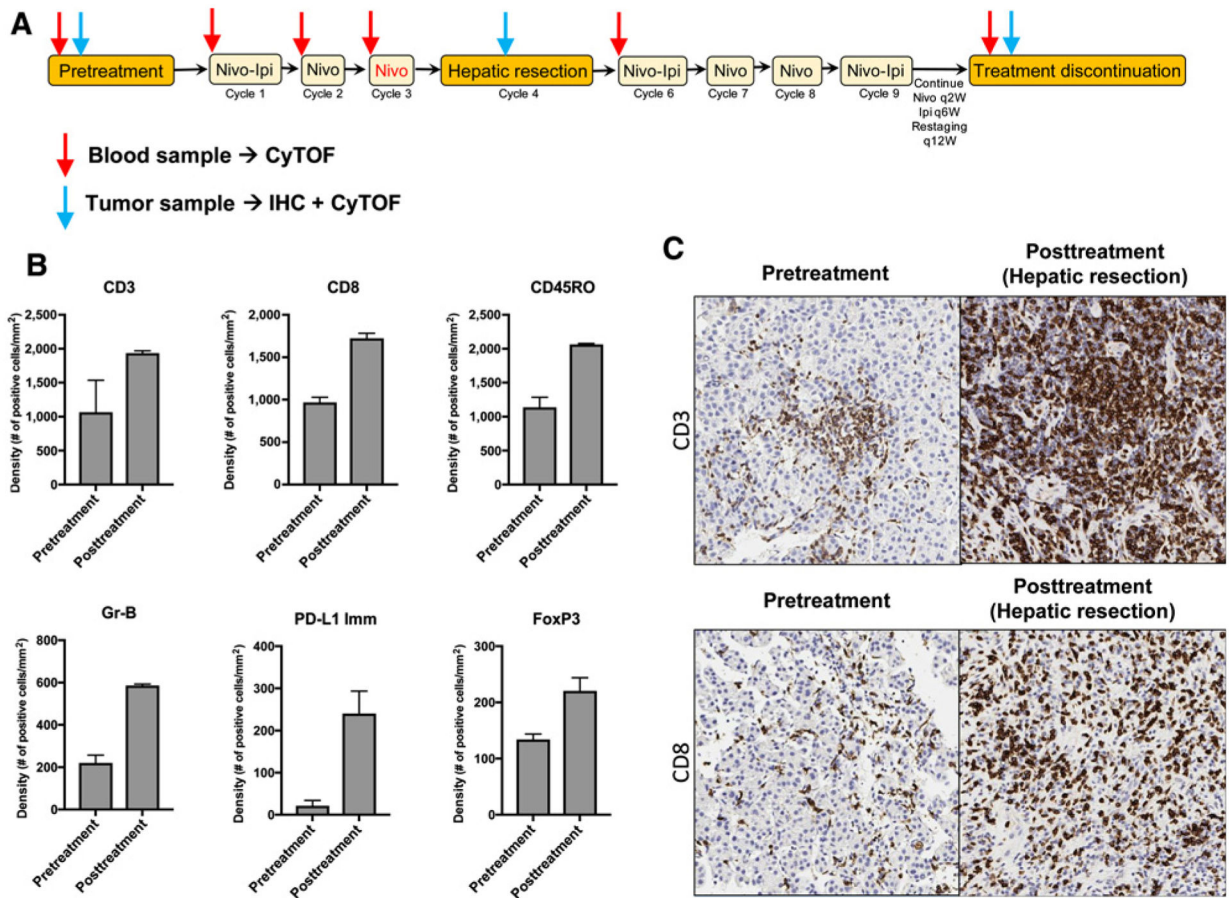 A
Pretreatment
Nivo-Ipi
Nivo
Nivo
Hepatic resection
Nivo-Ipi
Nivo
Nivo
Nivo-Ipi
Treatment discontinuation
Cycle 1
Cycle 2
Cycle 3
Cycle 4
Cycle 6
Cycle 7
Cycle 8
Cycle 9
Continue
Nivo q2W
Ipi q6W
Restaging
q12W
Blood sample → CyTOF
Tumor sample → IHC + CyTOF
B
CD3
Density (# of positive cells/mm²)
2,500
2,000
1,500
1,000
500
0
Pretreatment
Posttreatment
CD8
Density (# of positive cells/mm²)
2,000
1,500
1,000
500
0
Pretreatment
Posttreatment
CD45RO
Density (# of positive cells/mm²)
2,500
2,000
1,500
1,000
500
0
Pretreatment
Posttreatment
Gr-B
Density (# of positive cells/mm²)
800
600
400
200
0
Pretreatment
Posttreatment
PD-L1 Imm
Density (# of positive cells/mm²)
400
300
200
100
0
Pretreatment
Posttreatment
FoxP3
Density (# of positive cells/mm²)
300
200
100
0
Pretreatment
Posttreatment
C
Pretreatment
Posttreatment
(Hepatic resection)
CD3
Pretreatment
Posttreatment
(Hepatic resection)
CD8